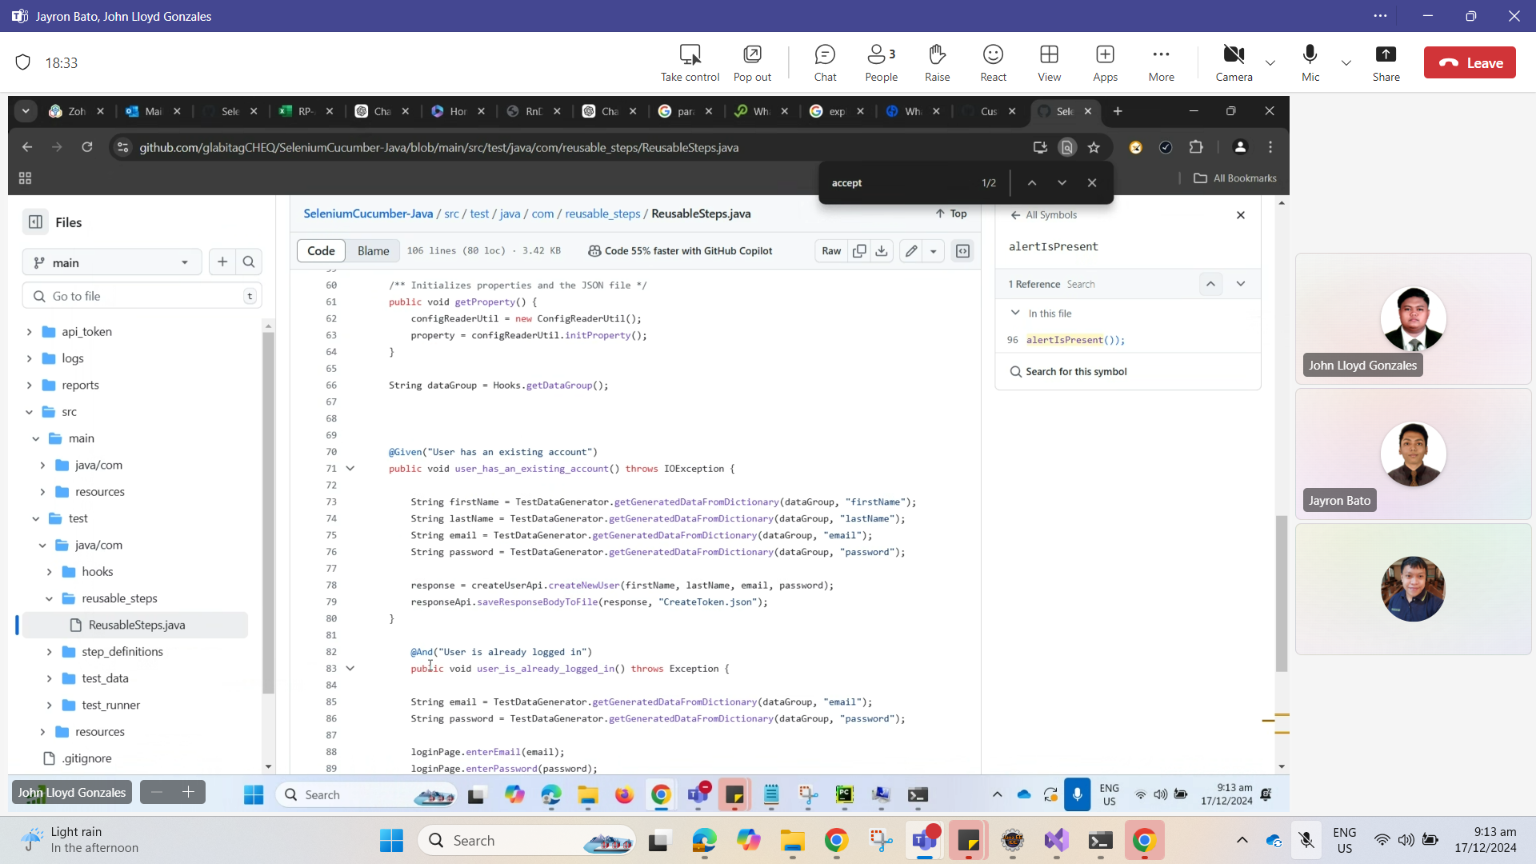 Jayron Bato, John Lloyd Gonzales
18:33
Take control
Pop out
Chat
3
People
Raise
React
View
Apps
More
Camera
Mic
Share
Leave
Zoh
Mai
Sele
RP-
Cha
Hor
RnD
Cha
par
Wh
exp
Wha
Cus
Sele
github.com/glabitagCHEQ/SeleniumCucumber-Java/blob/main/src/test/java/com/reusable_steps/ReusableSteps.java
accept
1/2
All Bookmarks
Files
main
Go to file
t
api_token
logs
reports
src
main
java/com
resources
test
java/com
hooks
reusable_steps
ReusableSteps.java
step_definitions
test_data
test_runner
resources
.gitignore
SeleniumCucumber-Java / src / test / java / com / reusable_steps / ReusableSteps.java
Top
Code
Blame
106 lines (80 loc) · 3.42 KB
Code 55% faster with GitHub Copilot
Raw
59
60 /** Initializes properties and the JSON file */
61 public void getProperty() {
62 configReaderUtil = new ConfigReaderUtil();
63 property = configReaderUtil.initProperty();
64 }
65
66 String dataGroup = Hooks.getDataGroup();
67
68
69
70 @Given("User has an existing account")
71 public void user_has_an_existing_account() throws IOException {
72
73 String firstName = TestDataGenerator.getGeneratedDataFromDictionary(dataGroup, "firstName");
74 String lastName = TestDataGenerator.getGeneratedDataFromDictionary(dataGroup, "lastName");
75 String email = TestDataGenerator.getGeneratedDataFromDictionary(dataGroup, "email");
76 String password = TestDataGenerator.getGeneratedDataFromDictionary(dataGroup, "password");
77
78 response = createUserApi.createNewUser(firstName, lastName, email, password);
79 responseApi.saveResponseBodyToFile(response, "CreateToken.json");
80 }
81
82 @And("User is already logged in")
83 public void user_is_already_logged_in() throws Exception {
84
85 String email = TestDataGenerator.getGeneratedDataFromDictionary(dataGroup, "email");
86 String password = TestDataGenerator.getGeneratedDataFromDictionary(dataGroup, "password");
87
88 loginPage.enterEmail(email);
89 loginPage.enterPassword(password);
All Symbols
alertIsPresent
1 Reference Search
In this file
96 alertIsPresent());
Search for this symbol
John Lloyd Gonzales
Jayron Bato
John Lloyd Gonzales
Search
ENG
US
9:13 am
17/12/2024
Light rain
In the afternoon
Search
ENG
US
9:13 am
17/12/2024